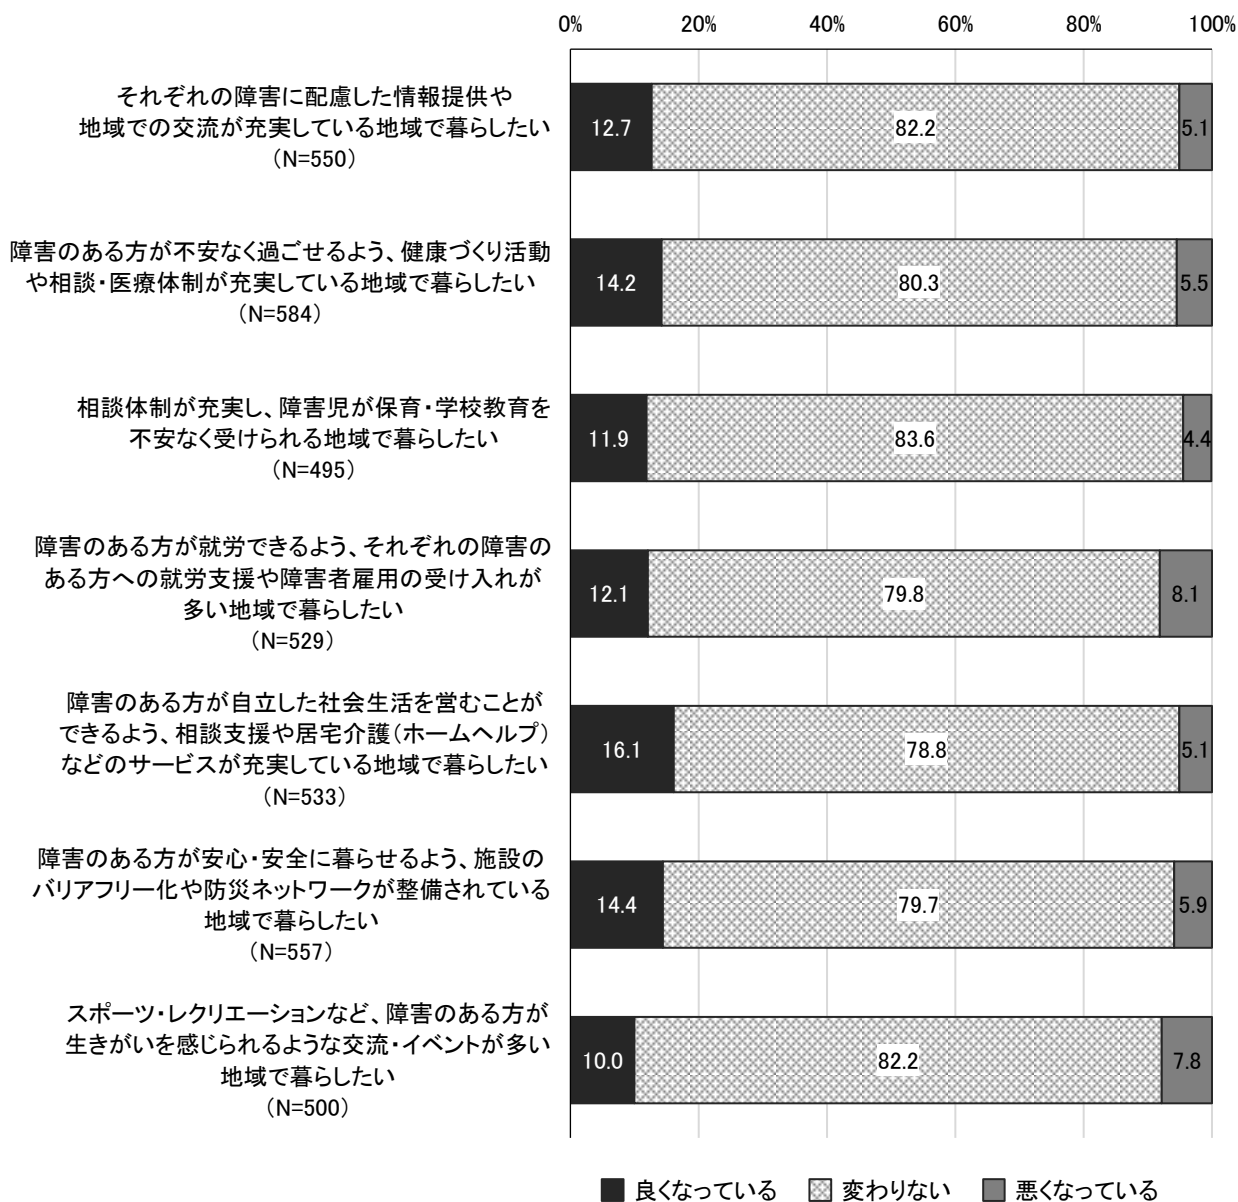 0% 20% 40% 60% 80% 100%
それぞれの障害に配慮した情報提供や
地域での交流が充実している地域で暮らしたい
(N=550)
12.7 82.2 5.1
障害のある方が不安なく過ごせるよう、健康づくり活動
や相談・医療体制が充実している地域で暮らしたい
(N=584)
14.2 80.3 5.5
相談体制が充実し、障害児が保育・学校教育を
不安なく受けられる地域で暮らしたい
(N=495)
11.9 83.6 4.4
障害のある方が就労できるよう、それぞれの障害の
ある方への就労支援や障害者雇用の受け入れが
多い地域で暮らしたい
(N=529)
12.1 79.8 8.1
障害のある方が自立した社会生活を営むことが
できるよう、相談支援や居宅介護(ホームヘルプ)
などのサービスが充実している地域で暮らしたい
(N=533)
16.1 78.8 5.1
障害のある方が安心・安全に暮らせるよう、施設の
バリアフリー化や防災ネットワークが整備されている
地域で暮らしたい
(N=557)
14.4 79.7 5.9
スポーツ・レクリエーションなど、障害のある方が
生きがいを感じられるような交流・イベントが多い
地域で暮らしたい
(N=500)
10.0 82.2 7.8
良くなっている 変わりない 悪くなっている